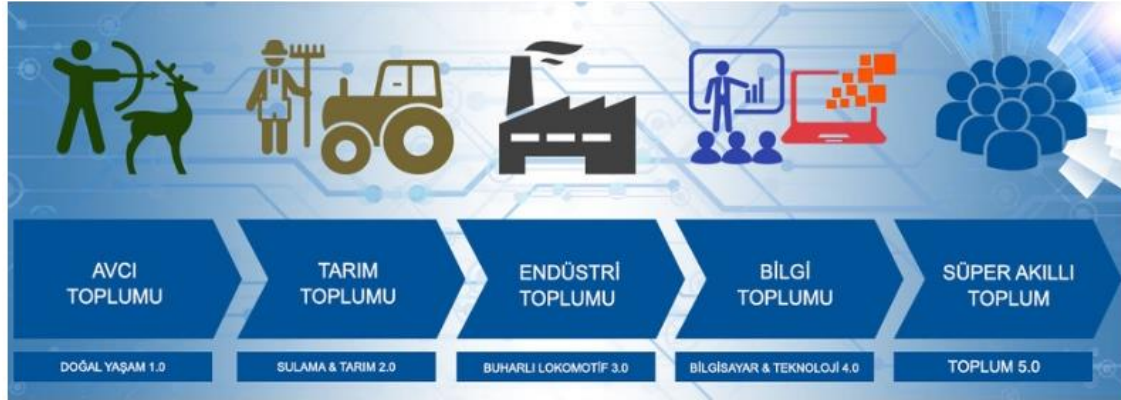 AVCI
TOPLUMU
TARIM
TOPLUMU
ENDÜSTRİ
TOPLUMU
BİLGİ
TOPLUMU
SÜPER AKILLI
TOPLUM
DOĞAL YAŞAM 1.0
SULAMA & TARIM 2.0
BUHARLI LOKOMOTİF 3.0
BİLGİSAYAR & TEKNOLOJİ 4.0
TOPLUM 5.0